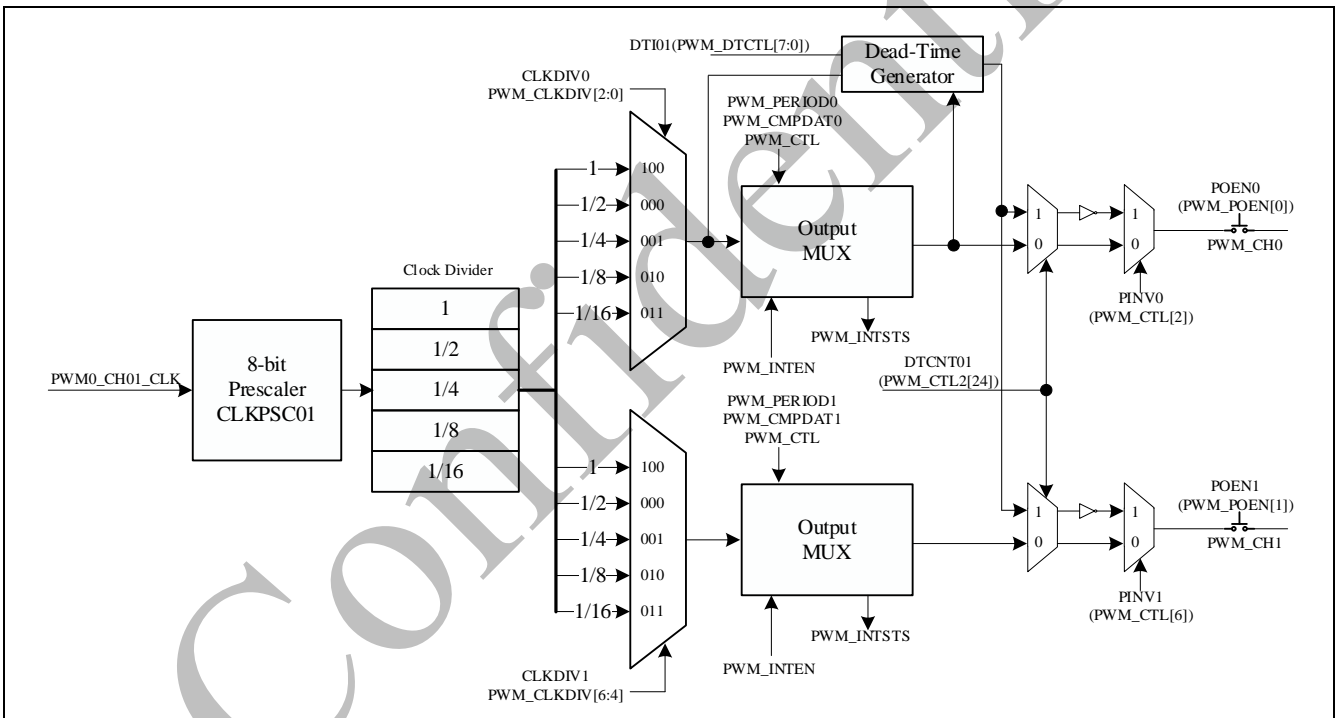 DTI01(PWM_DTCTL[7:0])
Dead-Time
Generator
CLKDIV0
PWM_CLKDIV[2:0]
PWM_PERIOD0
PWM_CMPDAT0
PWM_CTL
1
1/2
1/4
1/8
1/16
100
000
001
010
011
Output
MUX
PWM_INTEN
PWM_INTSTS
1
0
1
0
POEN0
(PWM_POEN[0])
PWM_CH0
PINV0
(PWM_CTL[2])
Clock Divider
1
1/2
1/4
1/8
1/16
PWM0_CH01_CLK
8-bit
Prescaler
CLKPSC01
DTCNT01
(PWM_CTL2[24])
PWM_PERIOD1
PWM_CMPDAT1
PWM_CTL
1
1/2
1/4
1/8
1/16
100
000
001
010
011
Output
MUX
PWM_INTEN
PWM_INTSTS
1
0
1
0
POEN1
(PWM_POEN[1])
PWM_CH1
PINV1
(PWM_CTL[6])
CLKDIV1
PWM_CLKDIV[6:4]
Confidenti